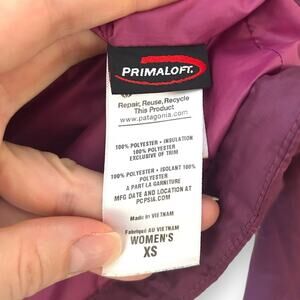 PRIMALOFT®
Repair, Reuse, Recycle
This Product
www.patagonia.com
100% POLYESTER • INSULATION
100% POLYESTER
EXCLUSIVE OF TRIM
100% POLYESTER • ISOLANT 100%
POLYESTER
A PART LA GARNITURE
MFG DATE AND LOCATION AT
PCPSIA.COM
Made in VIETNAM
Fabriqué AU VIETNAM
WOMEN'S
XS